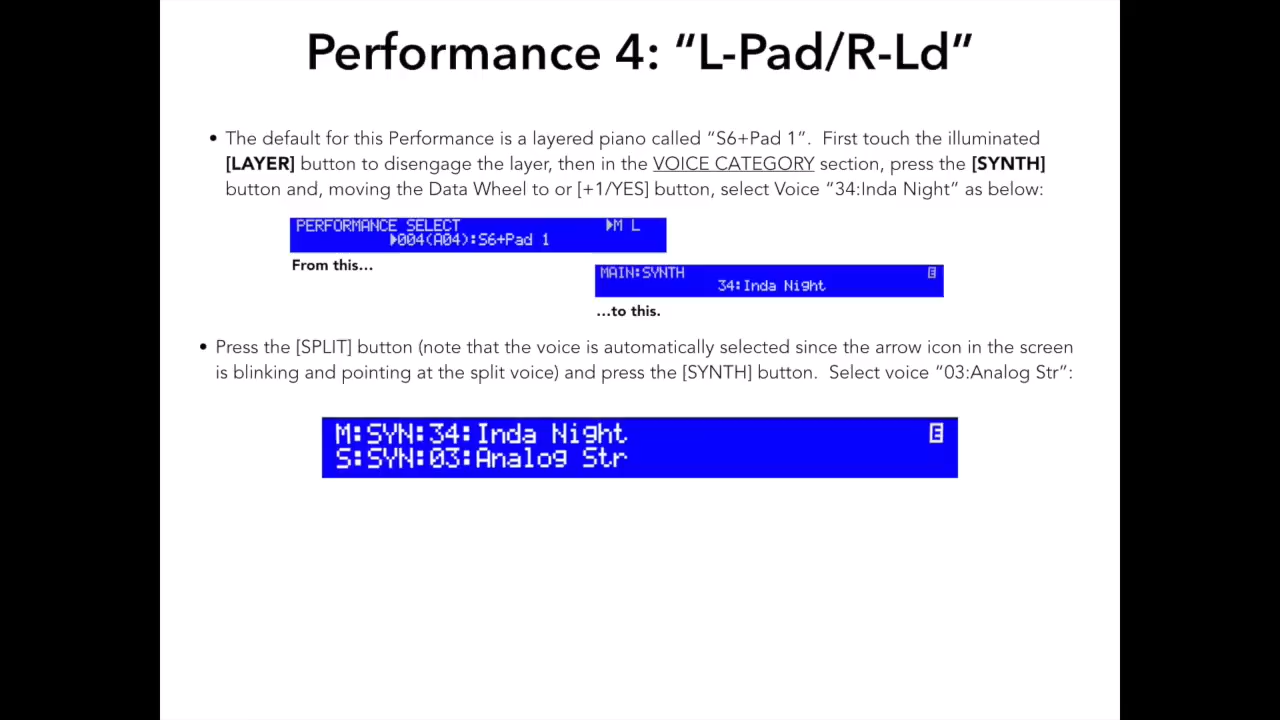 Performance 4: “L-Pad/R-Ld”
• The default for this Performance is a layered piano called “S6+Pad 1”.  First touch the illuminated
[LAYER] button to disengage the layer, then in the VOICE CATEGORY section, press the [SYNTH]
button and, moving the Data Wheel to or [+1/YES] button, select Voice “34:Inda Night” as below:
PERFORMANCE SELECT ▶M L
▶004(A04):S6+Pad 1
From this…
MAIN:SYNTH E
34:Inda Night
…to this.
• Press the [SPLIT] button (note that the voice is automatically selected since the arrow icon in the screen
is blinking and pointing at the split voice) and press the [SYNTH] button.  Select voice “03:Analog Str”:
M:SYN:34:Inda Night E
S:SYN:03:Analog Str